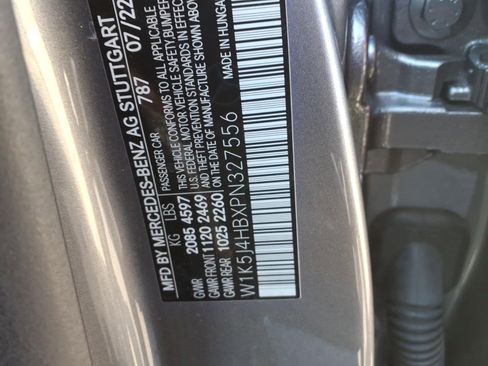 MFD BY MERCEDES-BENZ AG STUTTGART
PASSENGER CAR 787 07/22
KG LBS THIS VEHICLE CONFORMS TO ALL APPLICABLE
2085 4597 U.S. FEDERAL MOTOR VEHICLE SAFETY, BUMPER
GAWR FRONT 1120 2469 AND THEFT PREVENTION STANDARDS IN EFFECT
GAWR REAR 1025 2260 ON THE DATE OF MANUFACTURE SHOWN ABOVE
MADE IN HUNGA
W1K5J4HBXPN327556